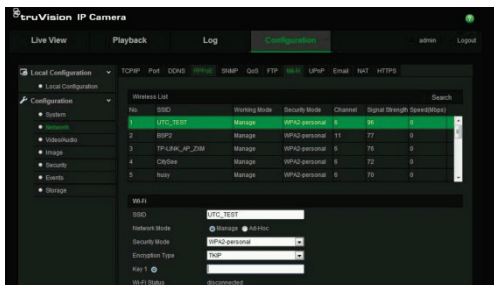 truVision IP Camera
Live View Playback Log Configuration admin Logout
Local Configuration
Local Configuration
Configuration
System
Network
Video/Audio
Image
Security
Events
Storage
TCP/IP Port DDNS PPPoE SNMP QoS FTP Wi-Fi UPnP Email NAT HTTPS
Wireless List Search
No. SSID Working Mode Security Mode Channel Signal Strength Speed(Mbps)
1 UTC_TEST Manage WPA2-personal 6 96 0
2 BSP2 Manage WPA2-personal 11 77 0
3 TP-LINK_AP_ZXM Manage WPA2-personal 5 76 0
4 CitySee Manage WPA2-personal 6 72 0
5 Manage WPA2-personal 6 70 0
Wi-Fi
SSID UTC_TEST
Network Mode Manage Ad-Hoc
Security Mode WPA2-personal
Encryption Type TKIP
Key 1
Wi-Fi Status disconnected